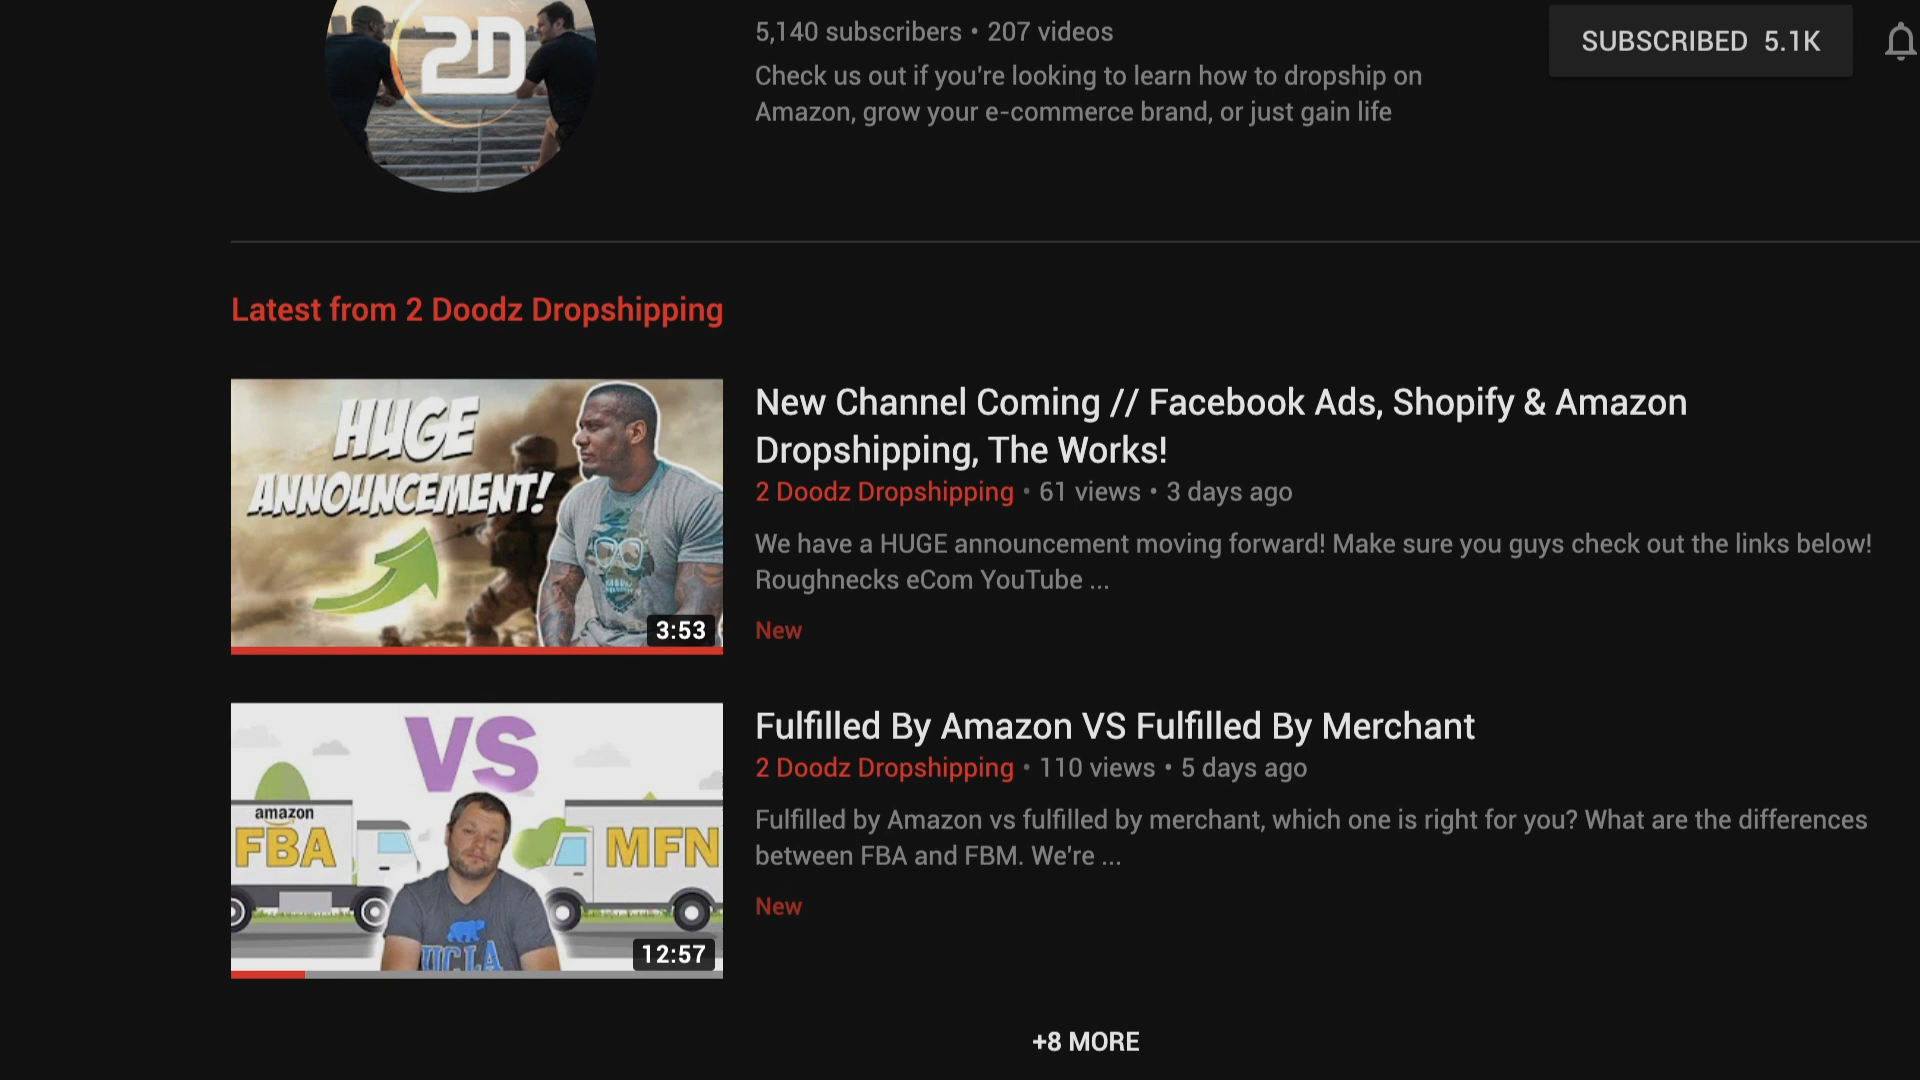 2D
5,140 subscribers • 207 videos
SUBSCRIBED 5.1K
Check us out if you're looking to learn how to dropship on
Amazon, grow your e-commerce brand, or just gain life
Latest from 2 Doodz Dropshipping
HUGE
ANNOUNCEMENT!
3:53
New Channel Coming // Facebook Ads, Shopify & Amazon
Dropshipping, The Works!
2 Doodz Dropshipping • 61 views • 3 days ago
We have a HUGE announcement moving forward! Make sure you guys check out the links below!
Roughnecks eCom YouTube ...
New
VS
amazon
FBA
MFN
UCLA
12:57
Fulfilled By Amazon VS Fulfilled By Merchant
2 Doodz Dropshipping • 110 views • 5 days ago
Fulfilled by Amazon vs fulfilled by merchant, which one is right for you? What are the differences
between FBA and FBM. We're ...
New
+8 MORE